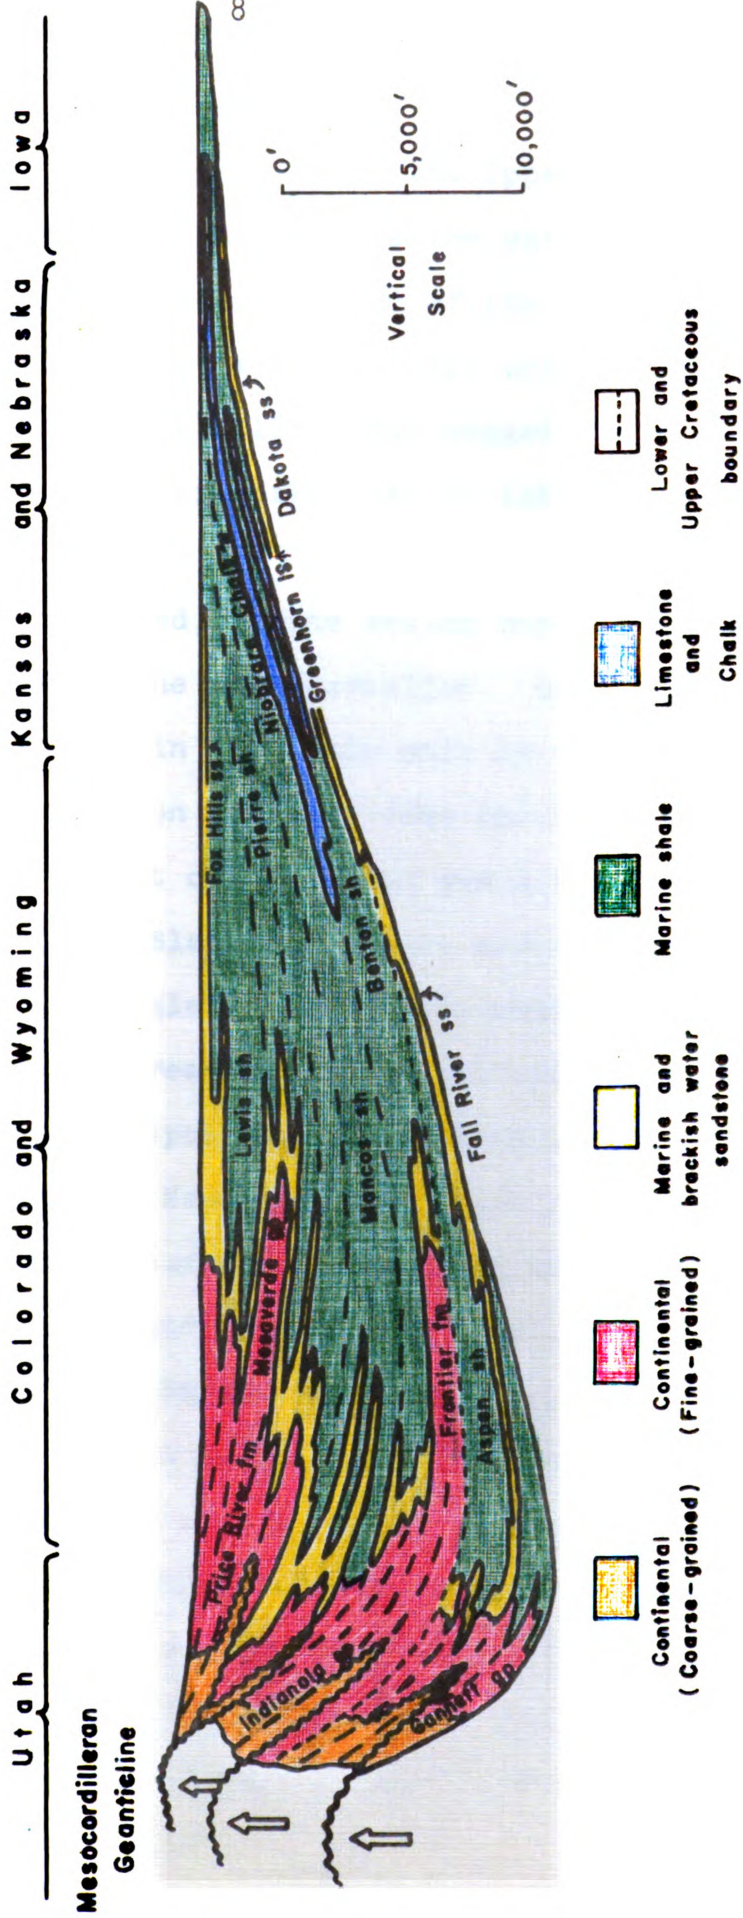 Utah
Colorado and Wyoming
Kansas and Nebraska
Iowa
8
Mesocordilleran
Geanticline
Price River fm
Indianola
Gannett gp
Mesaverde
Lewis sh
Fox Hills ss
Pierre sh
Niobrara Chalk
Mancos sh
Benton sh
Frontier fm
Aspen sh
Greenhorn ls
Dakota ss
Fall River ss
Vertical
Scale
0'
5,000'
10,000'
Continental
(Coarse-grained)
Continental
(Fine-grained)
Marine and
brackish water
sandstone
Marine shale
Limestone
and
Chalk
Lower and
Upper Cretaceous
boundary